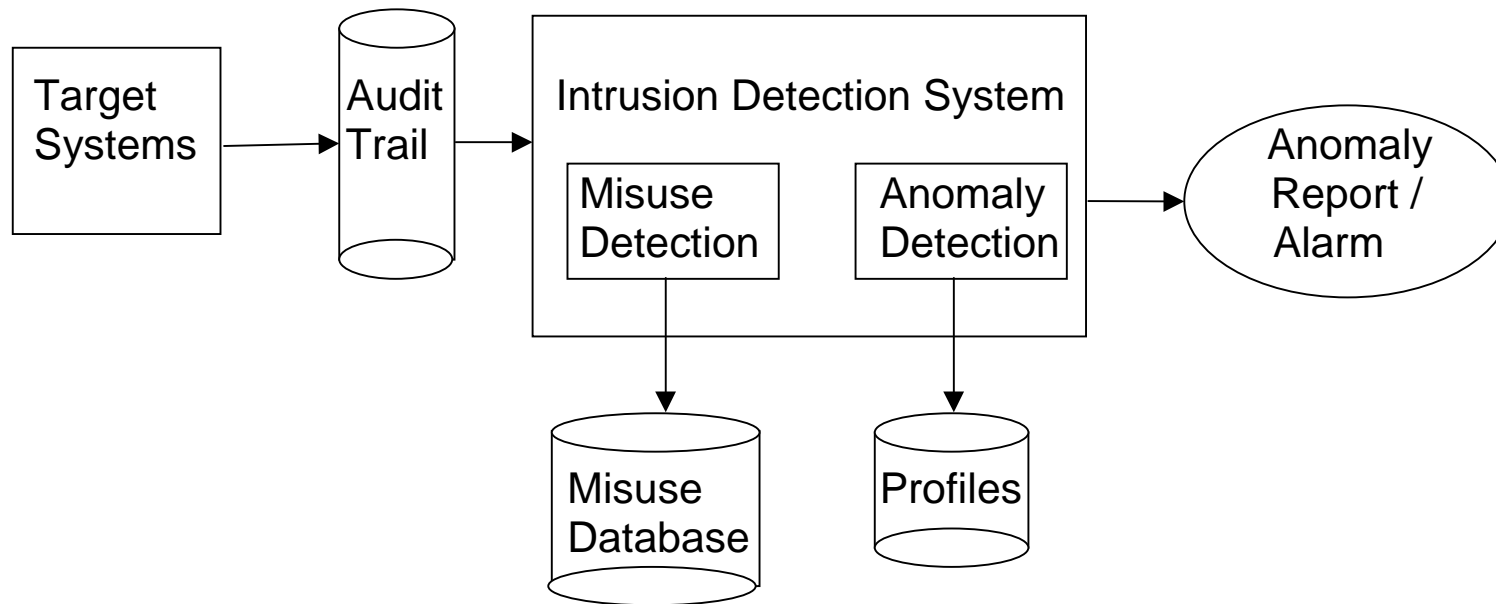 Target
Systems
Audit
Trail
Intrusion Detection System
Misuse
Detection
Anomaly
Detection
Anomaly
Report /
Alarm
Misuse
Database
Profiles